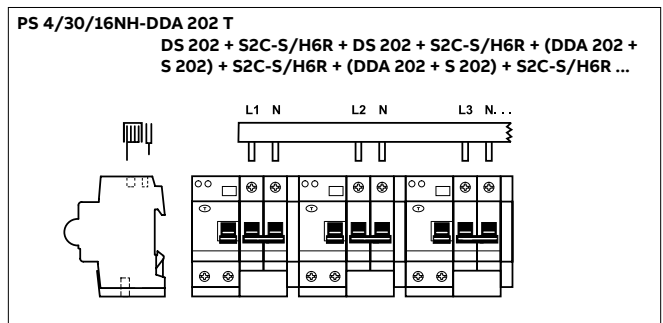 PS 4/30/16NH-DDA 202 T
DS 202 + S2C-S/H6R + DS 202 + S2C-S/H6R + (DDA 202 +
S 202) + S2C-S/H6R + (DDA 202 + S 202) + S2C-S/H6R ...
L1 N L2 N L3 N. . .
T T T